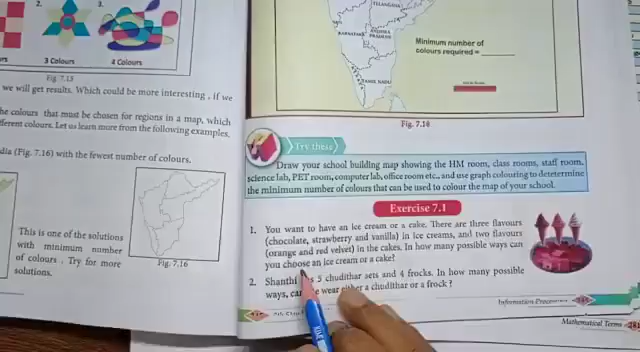 2.
3.
3 Colours
4 Colours
Fig. 7.15
we will get results. Which could be more interesting, if we
the colours that must be chosen for regions in a map, which
different colours. Let us learn more from the following examples.
(Fig. 7.16) with the fewest number of colours.
This is one of the solutions
with minimum number
of colours. Try for more
solutions.
Fig. 7.16
TELANGANA
KARNATAKA
ANDHRA
PRADESH
TAMIL NADU
Minimum number of
colours required = ________
Fig. 7.16
Try these
Draw your school building map showing the HM room, class rooms, staff room,
science lab, PET room, computer lab, office room etc., and use graph colouring to detetermine
the minimum number of colours that can be used to colour the map of your school.
Exercise 7.1
1. You want to have an ice cream or a cake. There are three flavours
(chocolate, strawberry and vanilla) in ice creams, and two flavours
(orange and red velvet) in the cakes. In how many possible ways can
you choose an ice cream or a cake?
2. Shanthi 5 chudithar sets and 4 frocks. In how many possible
ways, can wear either a chudithar or a frock?
Information Processing
Mathematical Terms